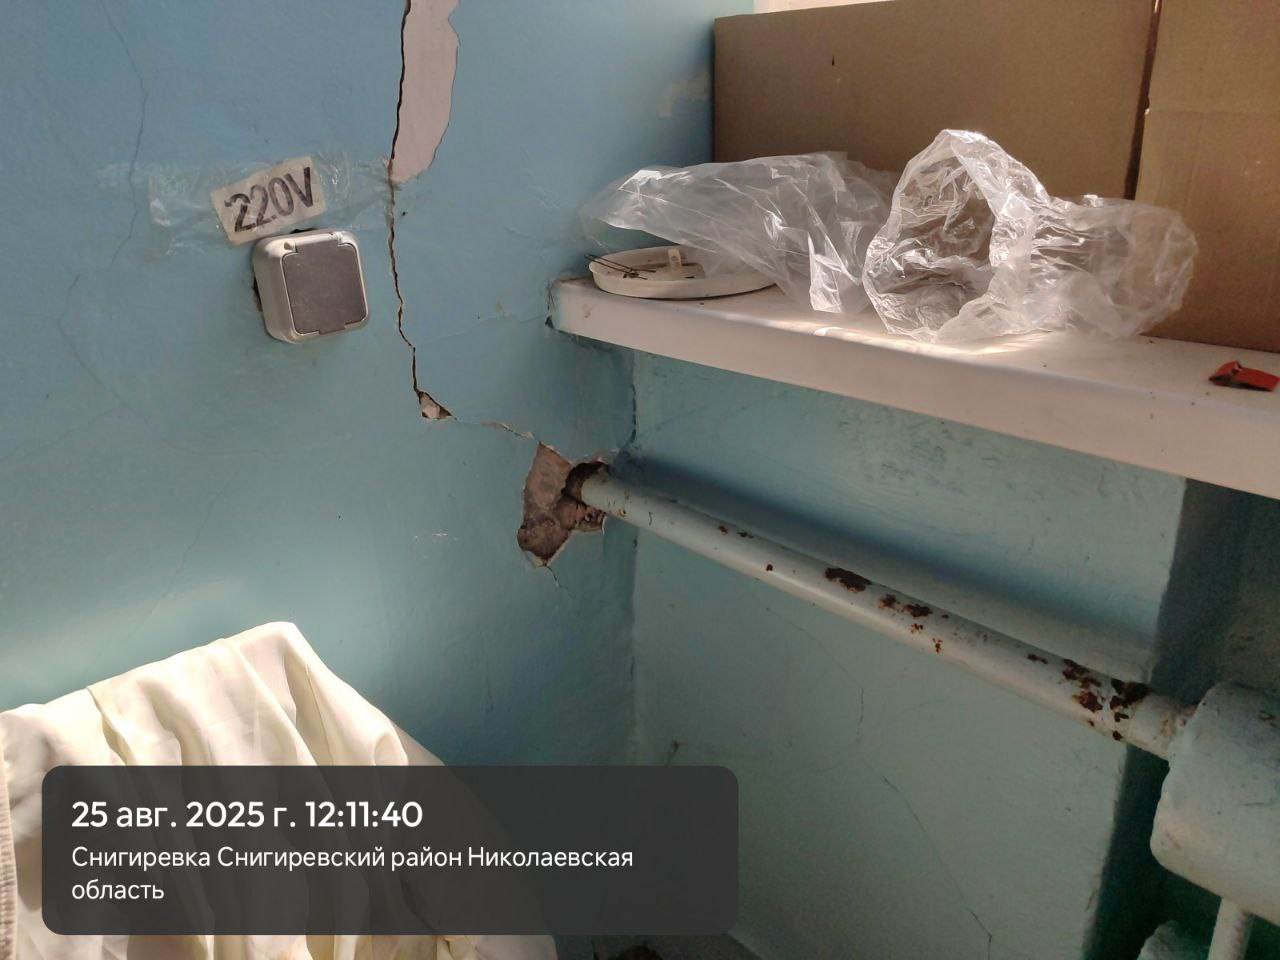 220V
25 авг. 2025 г. 12:11:40
Снигиревка Снигиревский район Николаевская
область